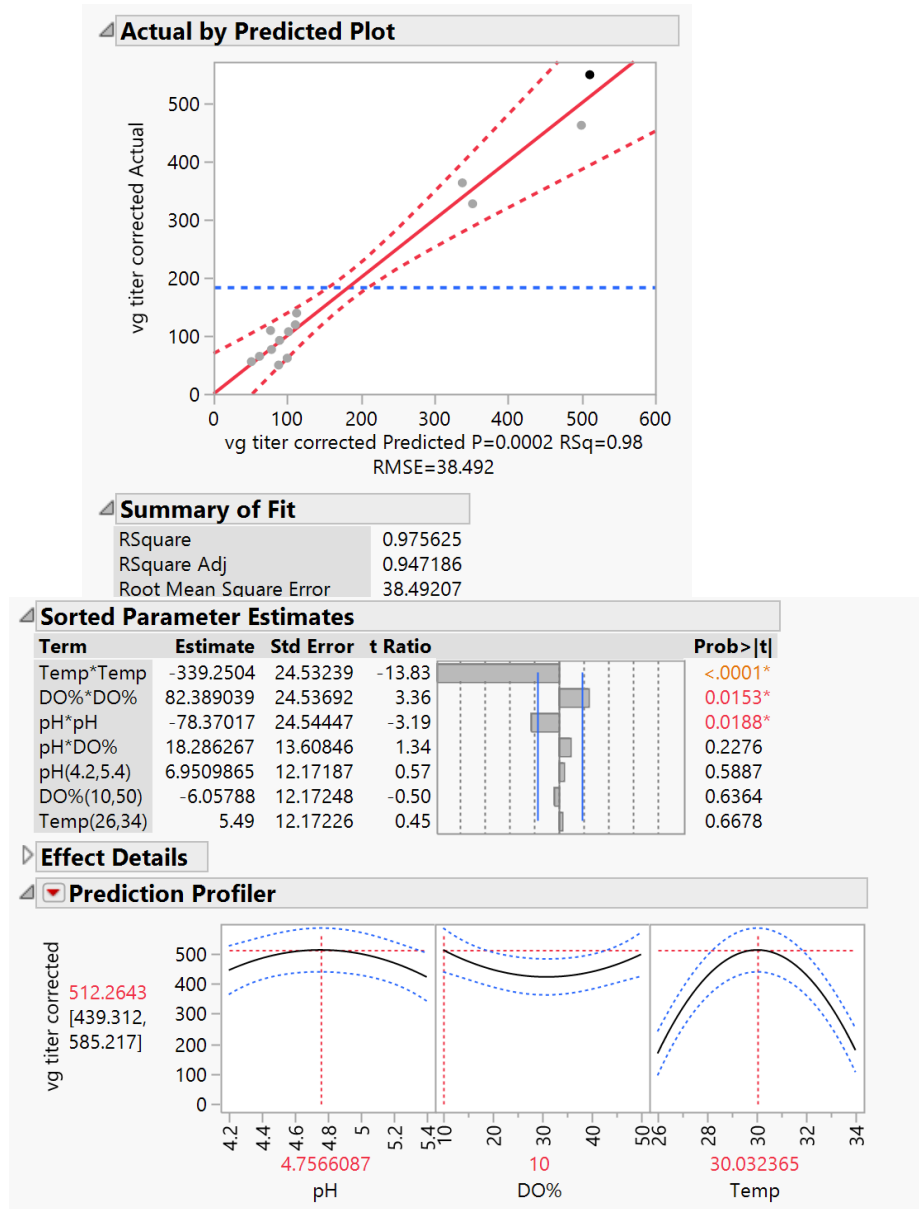 Actual by Predicted Plot
vg titer corrected Actual
500
400
300
200
100
0
0 100 200 300 400 500 600
vg titer corrected Predicted P=0.0002 RSq=0.98
RMSE=38.492
Summary of Fit
RSquare 0.975625
RSquare Adj 0.947186
Root Mean Square Error 38.49207
Sorted Parameter Estimates
Term Estimate Std Error t Ratio Prob>|t|
Temp*Temp -339.2504 24.53239 -13.83 <.0001*
DO%*DO% 82.389039 24.53692 3.36 0.0153*
pH*pH -78.37017 24.54447 -3.19 0.0188*
pH*DO% 18.286267 13.60846 1.34 0.2276
pH(4.2,5.4) 6.9509865 12.17187 0.57 0.5887
DO%(10,50) -6.05788 12.17248 -0.50 0.6364
Temp(26,34) 5.49 12.17226 0.45 0.6678
Effect Details
Prediction Profiler
vg titer corrected
512.2643
[439.312,
585.217]
500
400
300
200
100
0
4.2 4.4 4.6 4.8 5 5.2 5.4 10 20 30 40 50 26 28 30 32 34
4.7566087 10 30.032365
pH DO% Temp